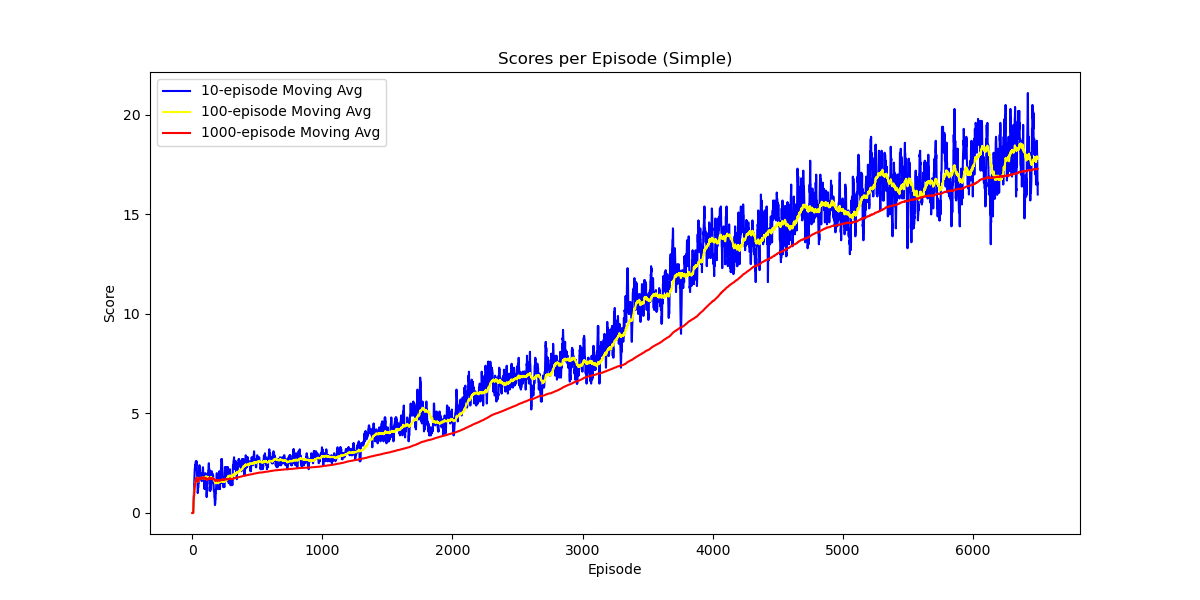 Scores per Episode (Simple)
10-episode Moving Avg
100-episode Moving Avg
1000-episode Moving Avg
20
15
10
5
0
Score
0 1000 2000 3000 4000 5000 6000
Episode